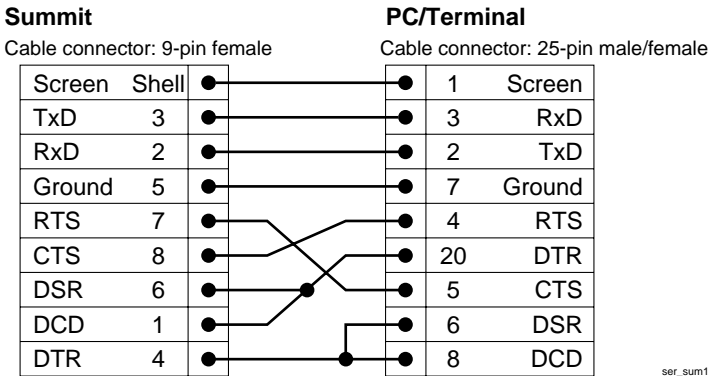 Summit PC/Terminal
Cable connector: 9-pin female Cable connector: 25-pin male/female
Screen Shell 1 Screen
TxD 3 3 RxD
RxD 2 2 TxD
Ground 5 7 Ground
RTS 7 4 RTS
CTS 8 20 DTR
DSR 6 5 CTS
DCD 1 6 DSR
DTR 4 8 DCD
ser_sum1